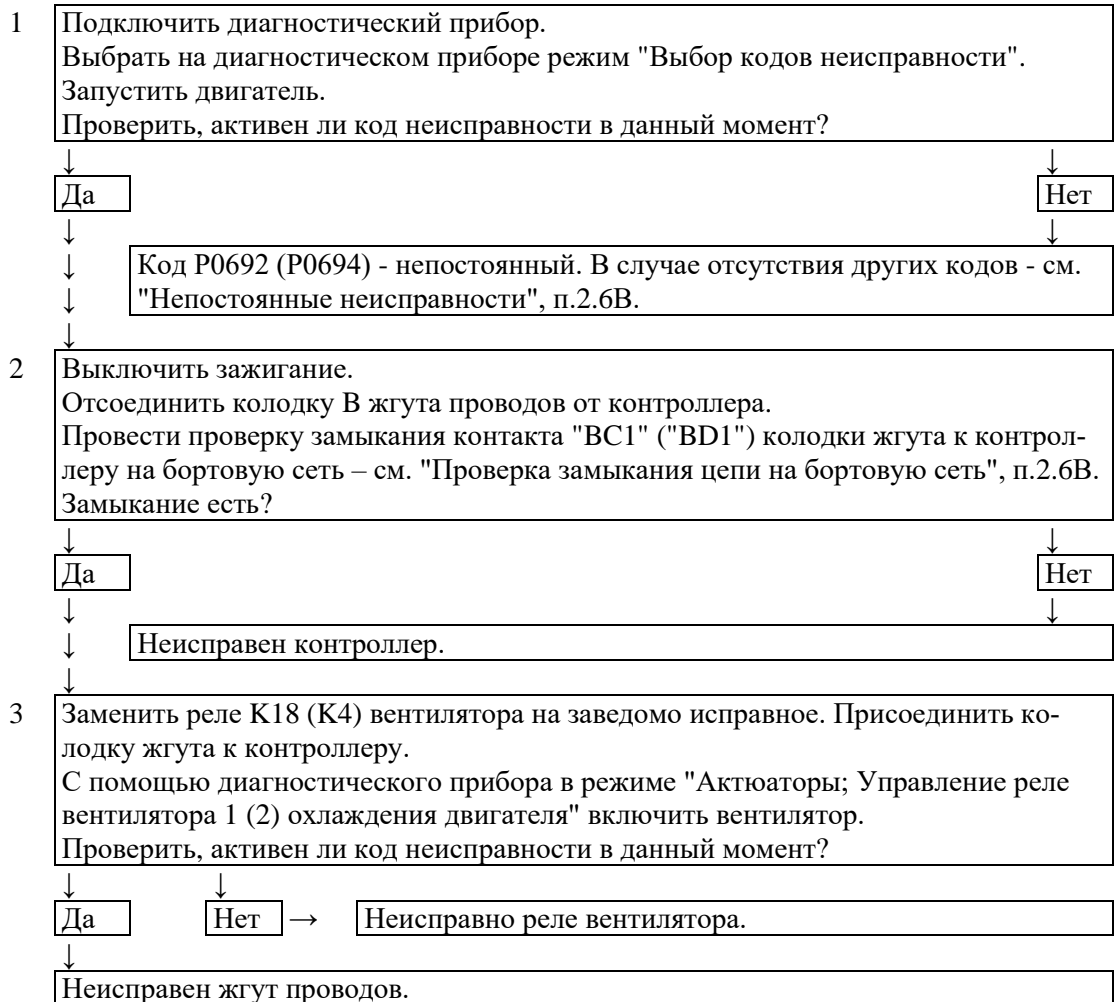 1 Подключить диагностический прибор.
Выбрать на диагностическом приборе режим "Выбор кодов неисправности".
Запустить двигатель.
Проверить, активен ли код неисправности в данный момент?
↓ ↓
Да Нет
↓ ↓
↓ Код P0692 (P0694) - непостоянный. В случае отсутствия других кодов - см.
↓ "Непостоянные неисправности", п.2.6В.
↓
2 Выключить зажигание.
Отсоединить колодку В жгута проводов от контроллера.
Провести проверку замыкания контакта "BC1" ("BD1") колодки жгута к контрол-
леру на бортовую сеть – см. "Проверка замыкания цепи на бортовую сеть", п.2.6В.
Замыкание есть?
↓ ↓
Да Нет
↓ ↓
↓ Неисправен контроллер.
↓
3 Заменить реле К18 (К4) вентилятора на заведомо исправное. Присоединить ко-
лодку жгута к контроллеру.
С помощью диагностического прибора в режиме "Актюаторы; Управление реле
вентилятора 1 (2) охлаждения двигателя" включить вентилятор.
Проверить, активен ли код неисправности в данный момент?
↓ ↓
Да Нет → Неисправно реле вентилятора.
↓
Неисправен жгут проводов.